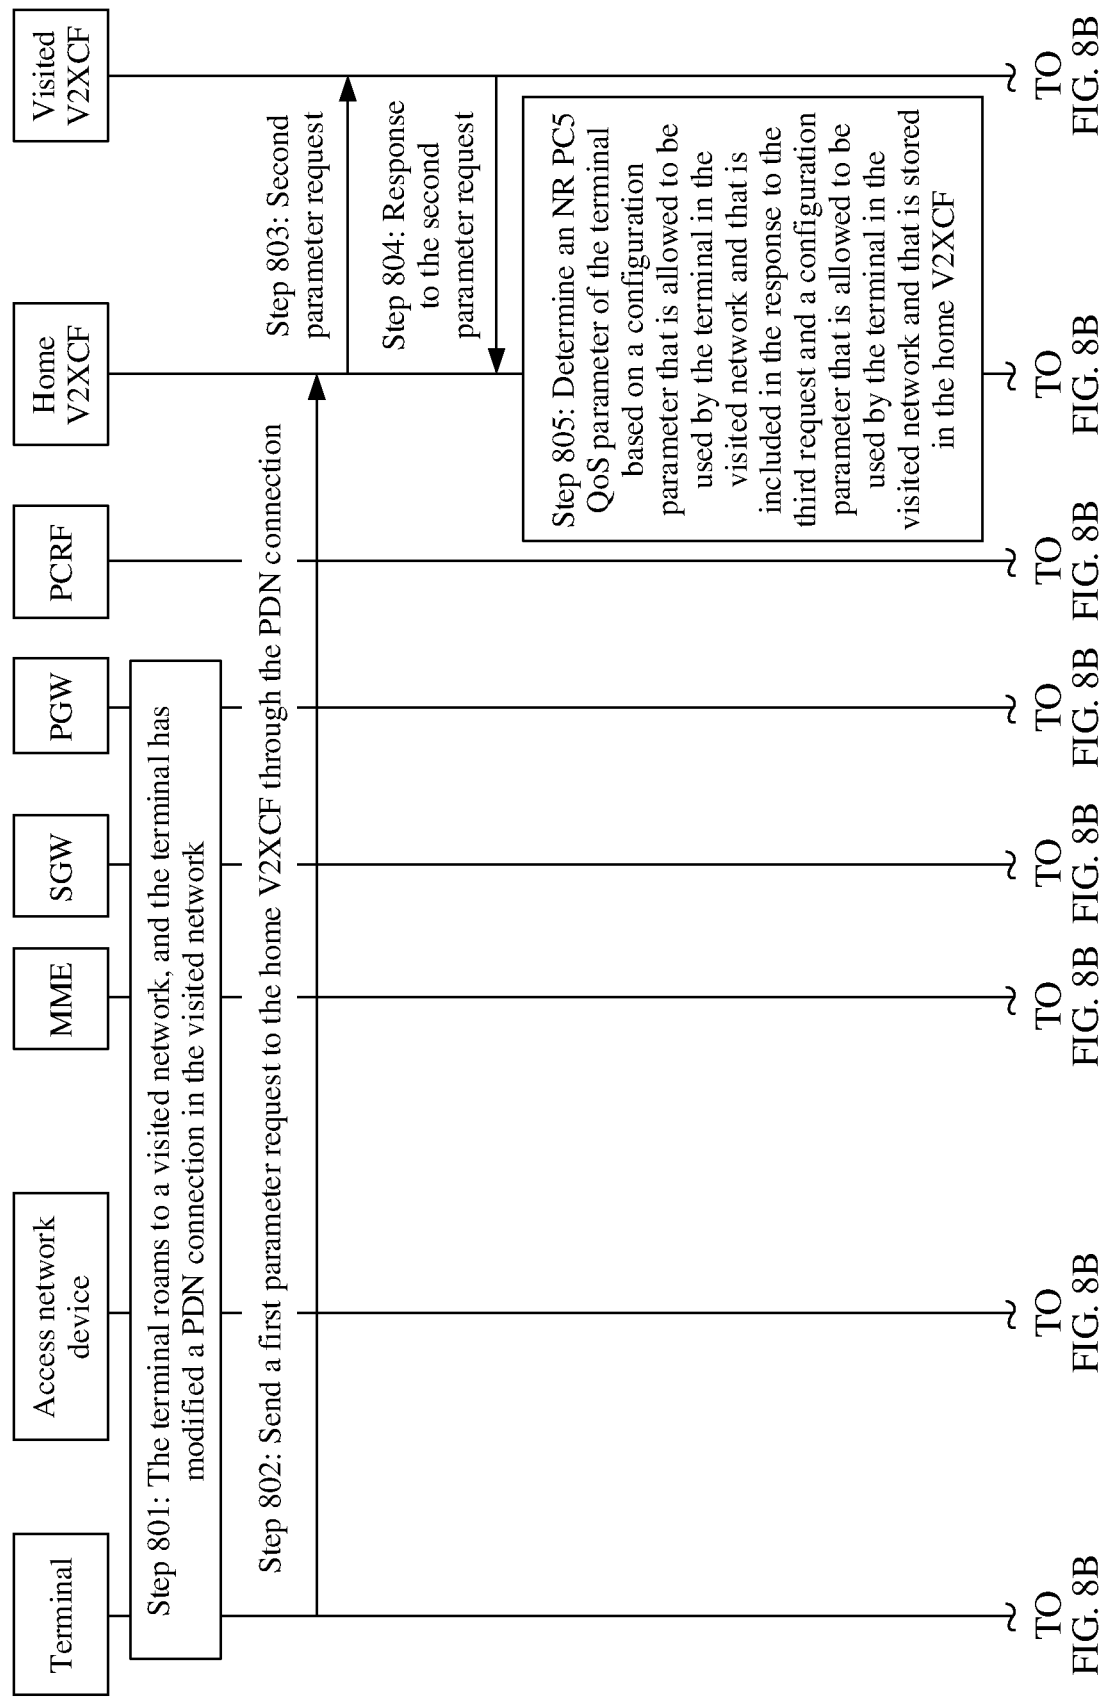 Terminal
Access network
device
MME
SGW
PGW
PCRF
Home
V2XCF
Visited
V2XCF
Step 801: The terminal roams to a visited network, and the terminal has
modified a PDN connection in the visited network
Step 802: Send a first parameter request to the home V2XCF through the PDN connection
Step 803: Second
parameter request
Step 804: Response
to the second
parameter request
Step 805: Determine an NR PC5
QoS parameter of the terminal
based on a configuration
parameter that is allowed to be
used by the terminal in the
visited network and that is
included in the response to the
third request and a configuration
parameter that is allowed to be
used by the terminal in the
visited network and that is stored
in the home V2XCF
TO
FIG. 8B
TO
FIG. 8B
TO
FIG. 8B
TO
FIG. 8B
TO
FIG. 8B
TO
FIG. 8B
TO
FIG. 8B
TO
FIG. 8B